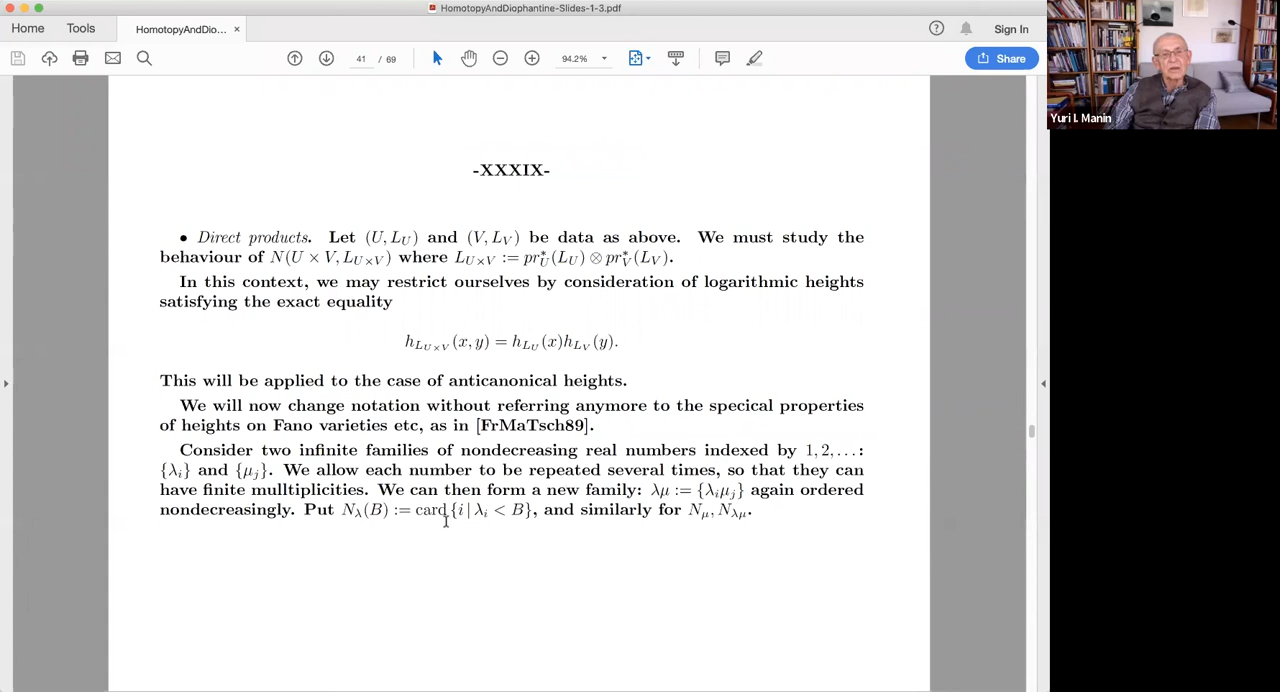 HomotopyAndDiophantine-Slides-1-3.pdf
Home Tools HomotopyAndDio... × Sign In
41 / 69 94.2% Share
Yuri I. Manin
-XXXIX-
• Direct products. Let (U, L_U) and (V, L_V) be data as above. We must study the
behaviour of N(U × V, L_{U×V}) where L_{U×V} := pr*_U(L_U) ⊗ pr*_V(L_V).
In this context, we may restrict ourselves by consideration of logarithmic heights
satisfying the exact equality
h_{L_{U×V}}(x, y) = h_{L_U}(x)h_{L_V}(y).
This will be applied to the case of anticanonical heights.
We will now change notation without referring anymore to the specical properties
of heights on Fano varieties etc, as in [FrMaTsch89].
Consider two infinite families of nondecreasing real numbers indexed by 1, 2, . . . :
{λ_i} and {μ_j}. We allow each number to be repeated several times, so that they can
have finite mulltiplicities. We can then form a new family: λμ := {λ_iμ_j} again ordered
nondecreasingly. Put N_λ(B) := card{i | λ_i < B}, and similarly for N_μ, N_{λμ}.